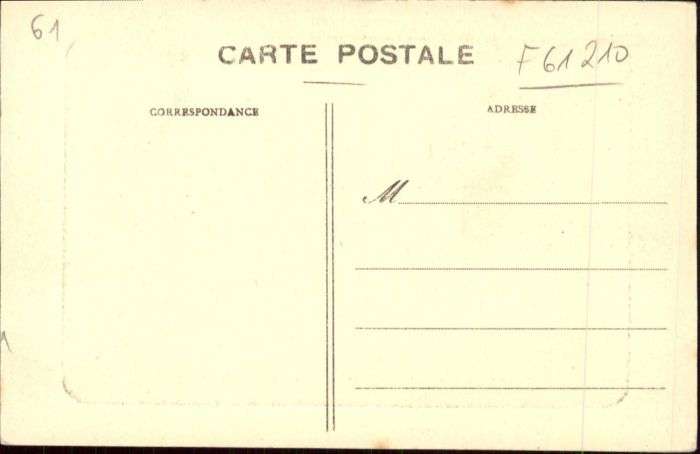 61
CARTE POSTALE
F61210
CORRESPONDANCE
ADRESSE
M